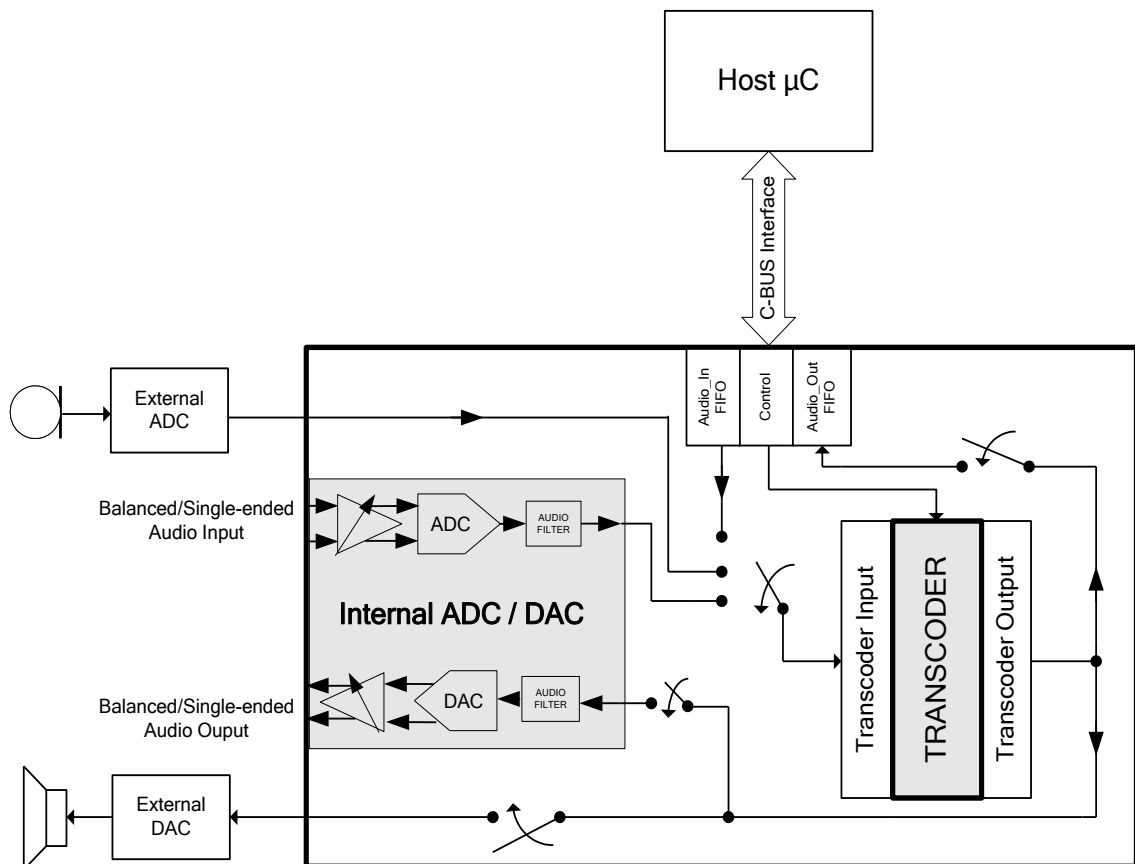 Host µC
C-BUS Interface
Audio_In
FIFO
Control
Audio_Out
FIFO
External
ADC
Balanced/Single-ended
Audio Input
ADC
AUDIO
FILTER
Internal ADC / DAC
Transcoder Input
TRANSCODER
Transcoder Output
Balanced/Single-ended
Audio Ouput
DAC
AUDIO
FILTER
External
DAC